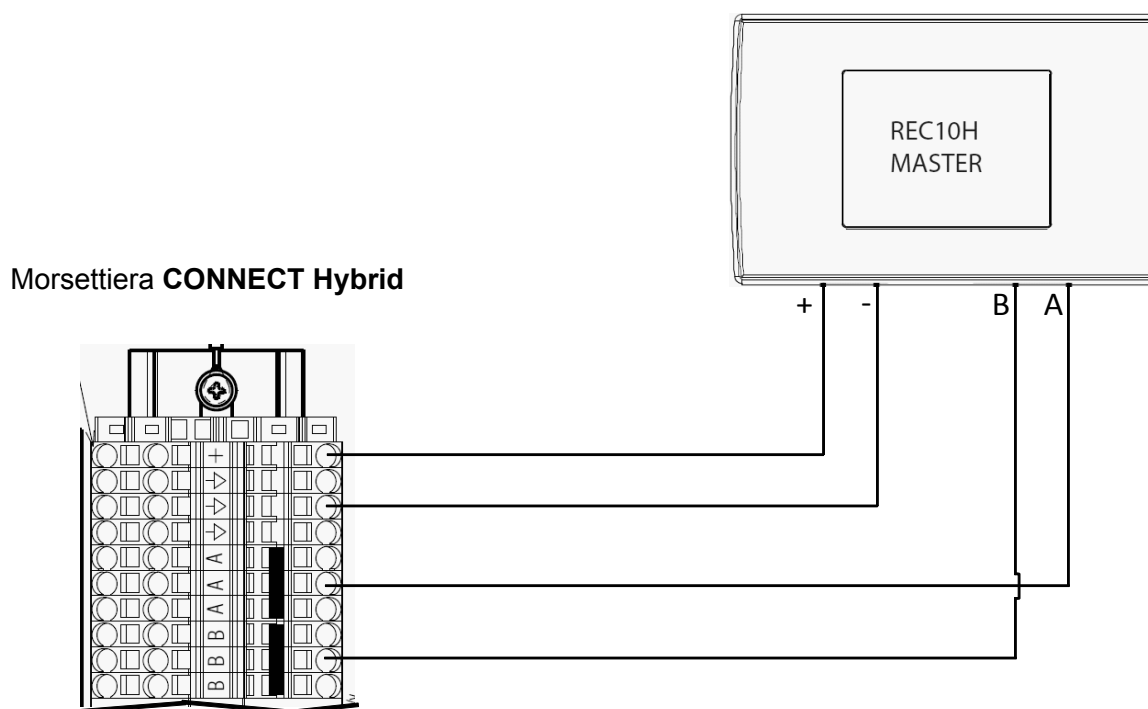 REC10H
MASTER
Morsettiera CONNECT Hybrid
+ - B A
+
A
A
A
B
B
B